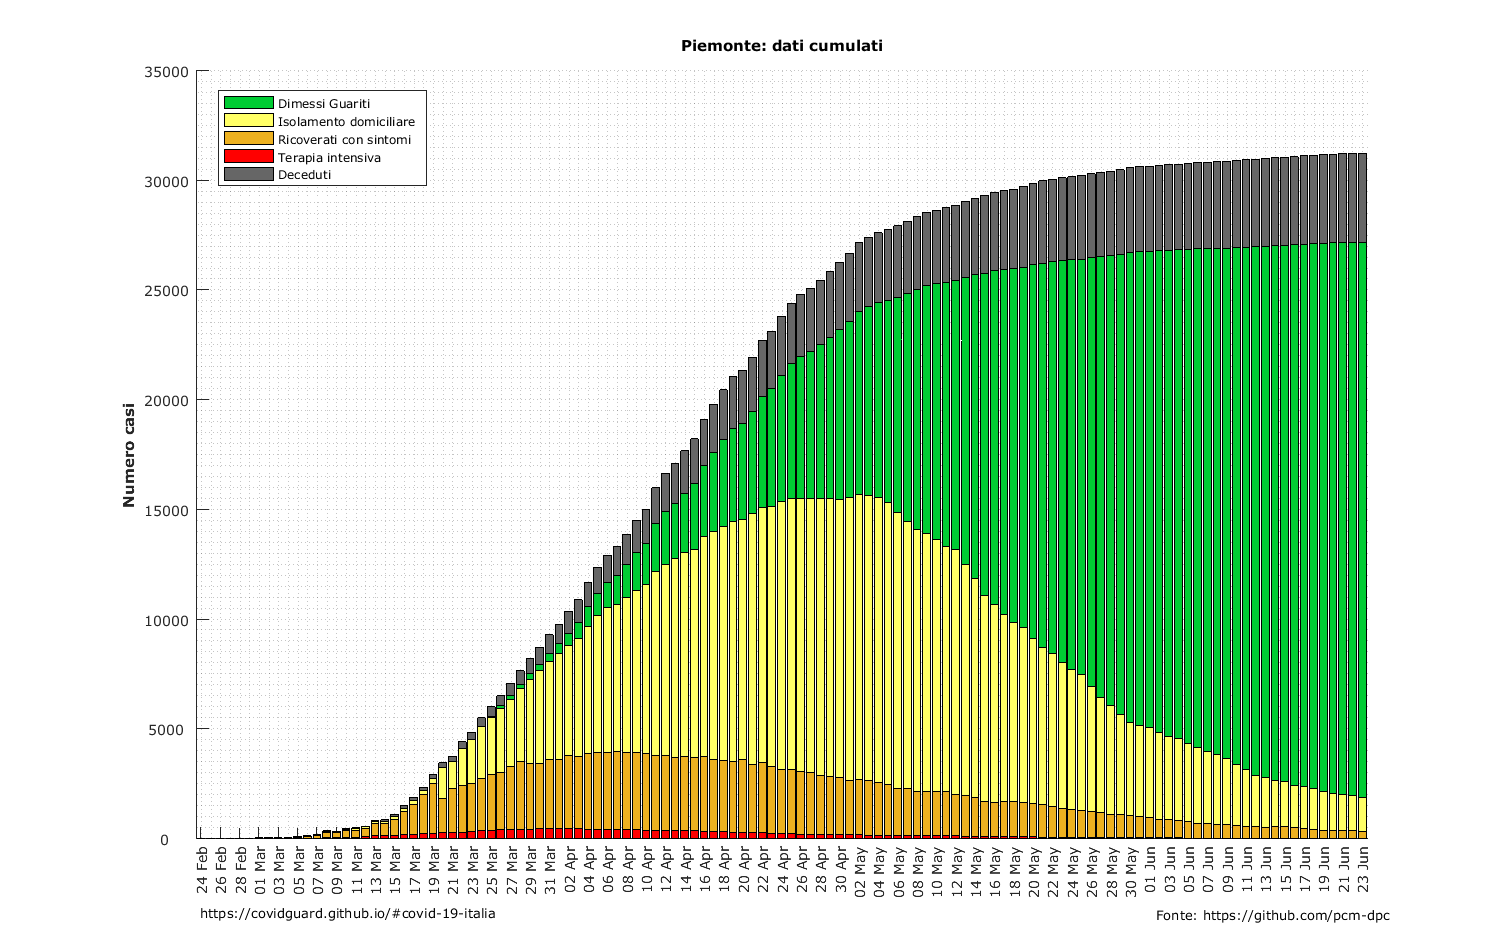 Piemonte: dati cumulati
35000
30000
25000
20000
15000
10000
5000
0
Numero casi
Dimessi Guariti
Isolamento domiciliare
Ricoverati con sintomi
Terapia intensiva
Deceduti
24 Feb
26 Feb
28 Feb
01 Mar
03 Mar
05 Mar
07 Mar
09 Mar
11 Mar
13 Mar
15 Mar
17 Mar
19 Mar
21 Mar
23 Mar
25 Mar
27 Mar
29 Mar
31 Mar
02 Apr
04 Apr
06 Apr
08 Apr
10 Apr
12 Apr
14 Apr
16 Apr
18 Apr
20 Apr
22 Apr
24 Apr
26 Apr
28 Apr
30 Apr
02 May
04 May
06 May
08 May
10 May
12 May
14 May
16 May
18 May
20 May
22 May
24 May
26 May
28 May
30 May
01 Jun
03 Jun
05 Jun
07 Jun
09 Jun
11 Jun
13 Jun
15 Jun
17 Jun
19 Jun
21 Jun
23 Jun
https://covidguard.github.io/#covid-19-italia
Fonte: https://github.com/pcm-dpc